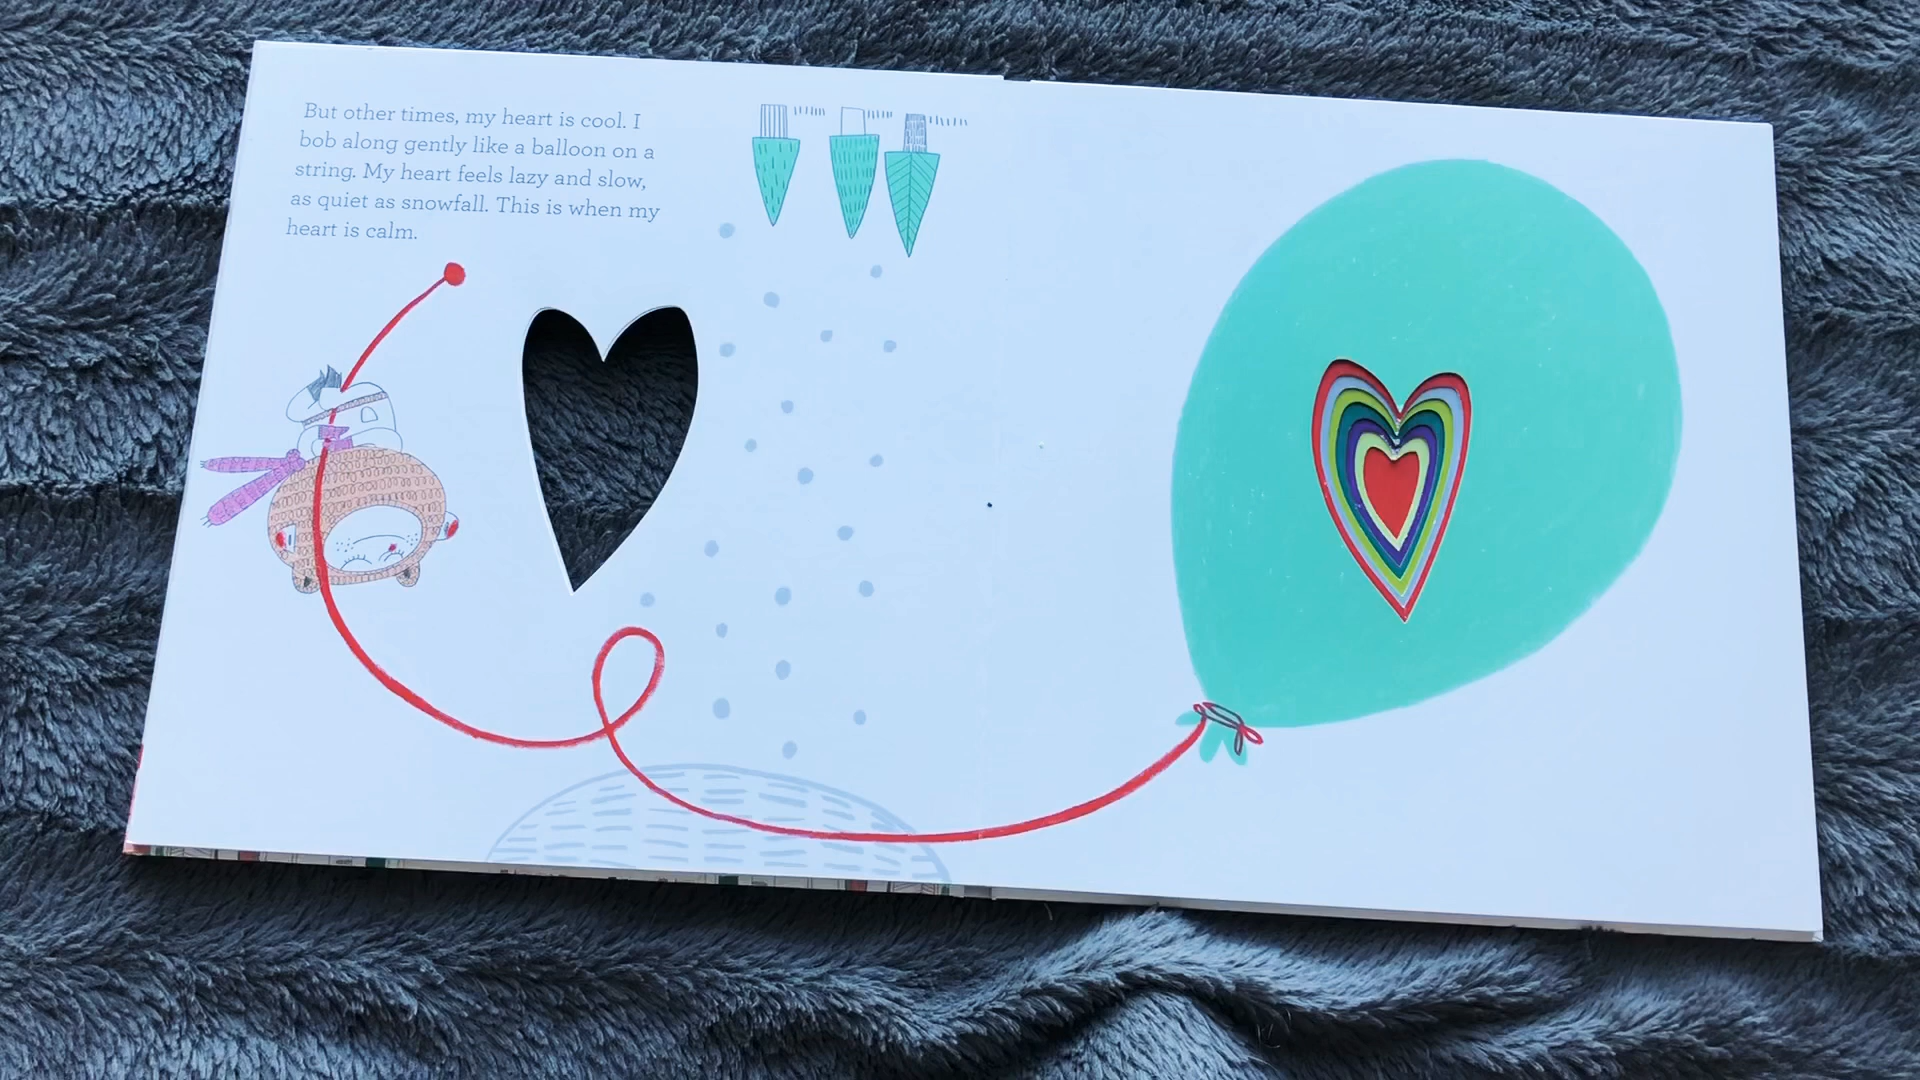 But other times, my heart is cool. I
bob along gently like a balloon on a
string. My heart feels lazy and slow,
as quiet as snowfall. This is when my
heart is calm.